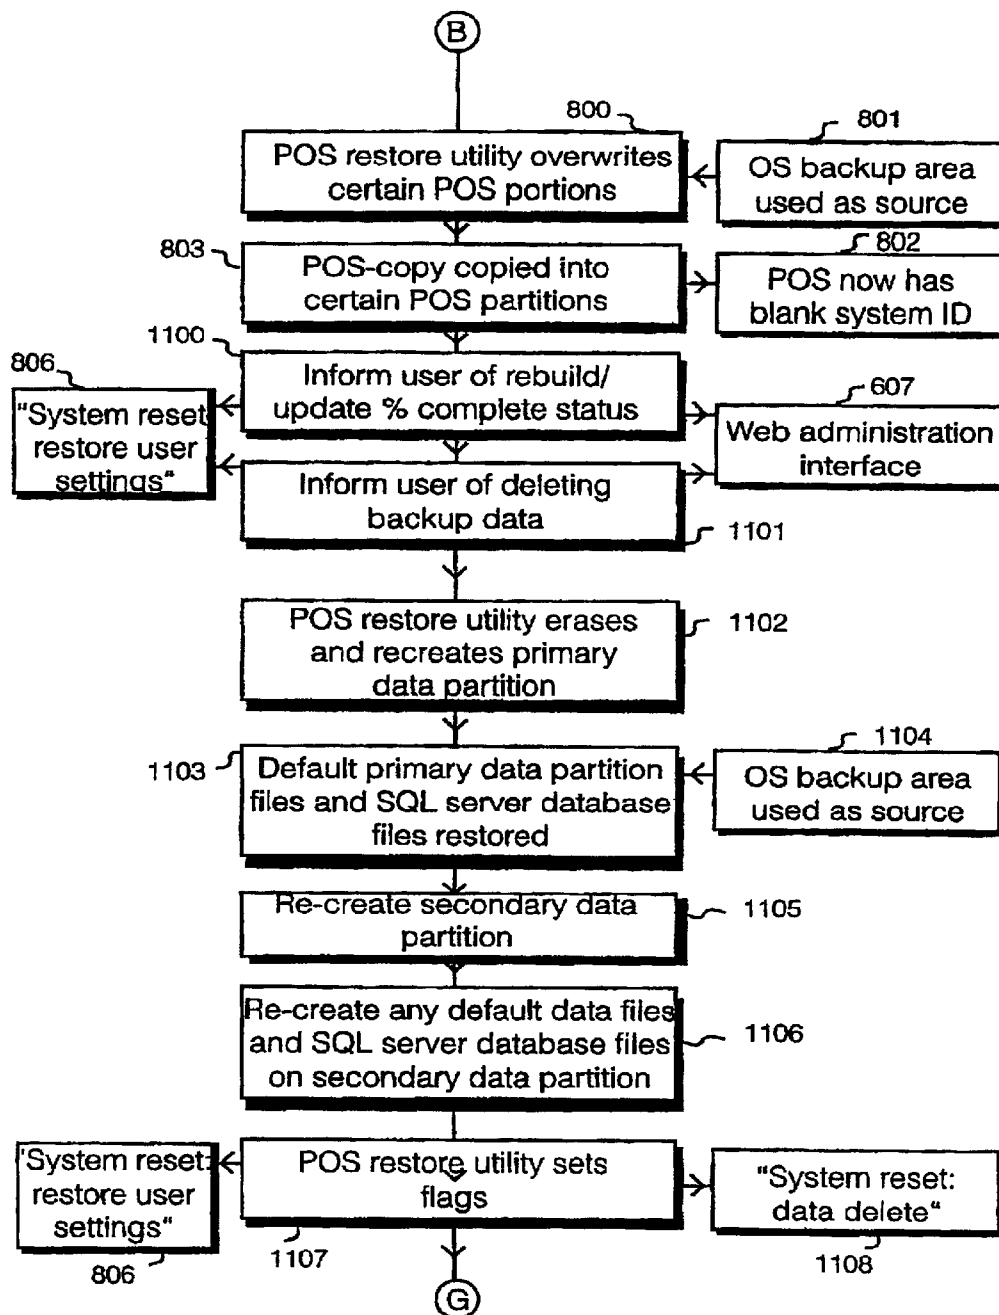 B
800
801
POS restore utility overwrites
certain POS portions
OS backup area
used as source
803
802
POS-copy copied into
certain POS partitions
POS now has
blank system ID
1100
806
607
Inform user of rebuild/
update % complete status
"System reset:
restore user
settings"
Web administration
interface
Inform user of deleting
backup data
1101
POS restore utility erases
and recreates primary
data partition
1102
1103
1104
Default primary data partition
files and SQL server database
files restored
OS backup area
used as source
Re-create secondary data
partition
1105
Re-create any default data files
and SQL server database files
on secondary data partition
1106
'System reset:
restore user
settings"
806
POS restore utility sets
flags
1107
"System reset:
data delete"
1108
G